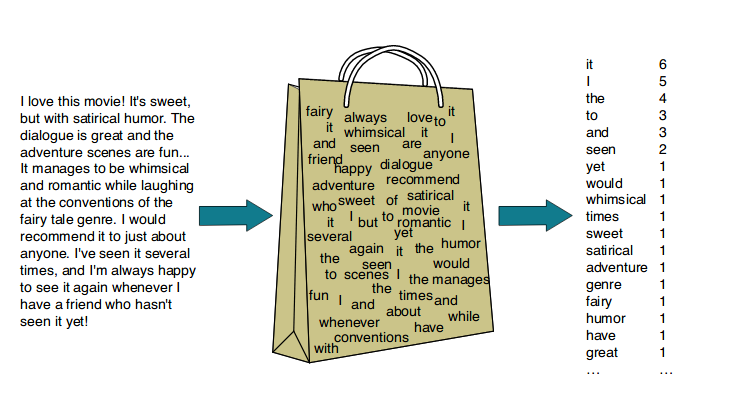 I love this movie! It's sweet,
but with satirical humor. The
dialogue is great and the
adventure scenes are fun...
It manages to be whimsical
and romantic while laughing
at the conventions of the
fairy tale genre. I would
recommend it to just about
anyone. I've seen it several
times, and I'm always happy
to see it again whenever I
have a friend who hasn't
seen it yet!
fairy always love to it
it whimsical it I
and seen are anyone
friend happy dialogue
adventure recommend
who sweet of satirical
it I but to movie it
romantic I
several yet
again it the humor
the seen would
to scenes I the manages
the
fun I and times and
about
whenever have while
conventions
with
it 6
I 5
the 4
to 3
and 3
seen 2
yet 1
would 1
whimsical 1
times 1
sweet 1
satirical 1
adventure 1
genre 1
fairy 1
humor 1
have 1
great 1
... ...